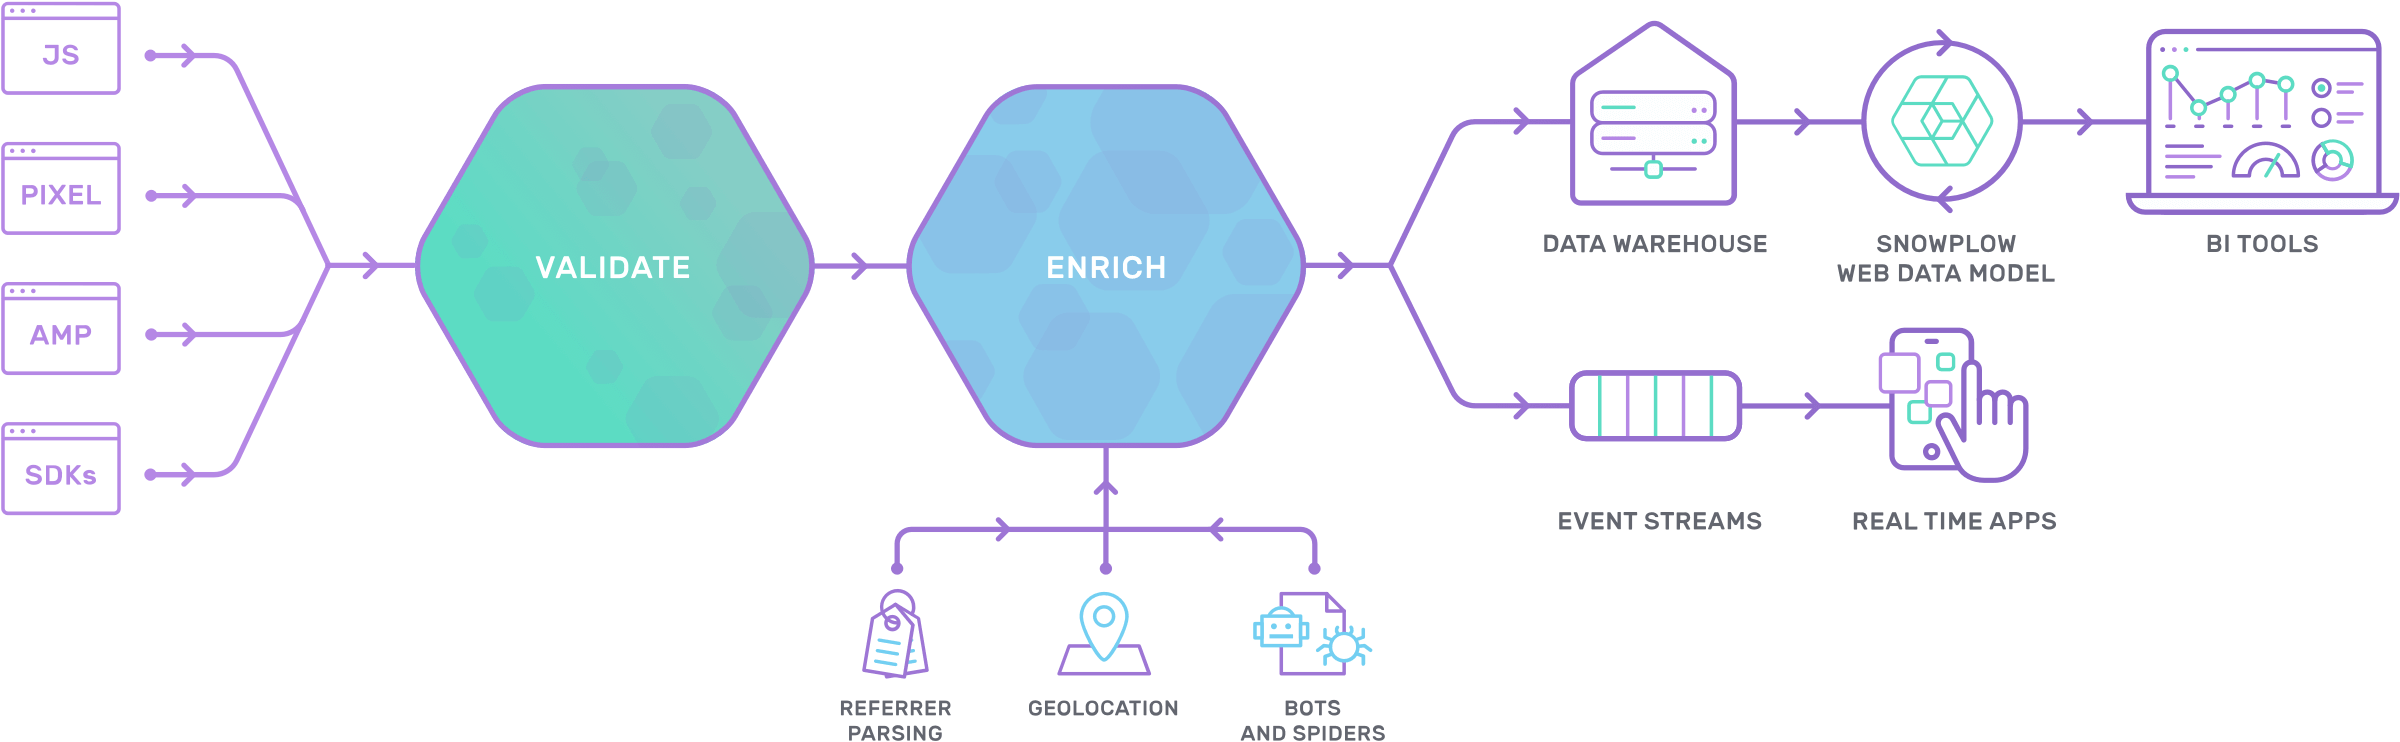 JS
PIXEL
AMP
SDKs
VALIDATE
ENRICH
REFERRER
PARSING
GEOLOCATION
BOTS
AND SPIDERS
DATA WAREHOUSE
SNOWPLOW
WEB DATA MODEL
BI TOOLS
EVENT STREAMS
REAL TIME APPS